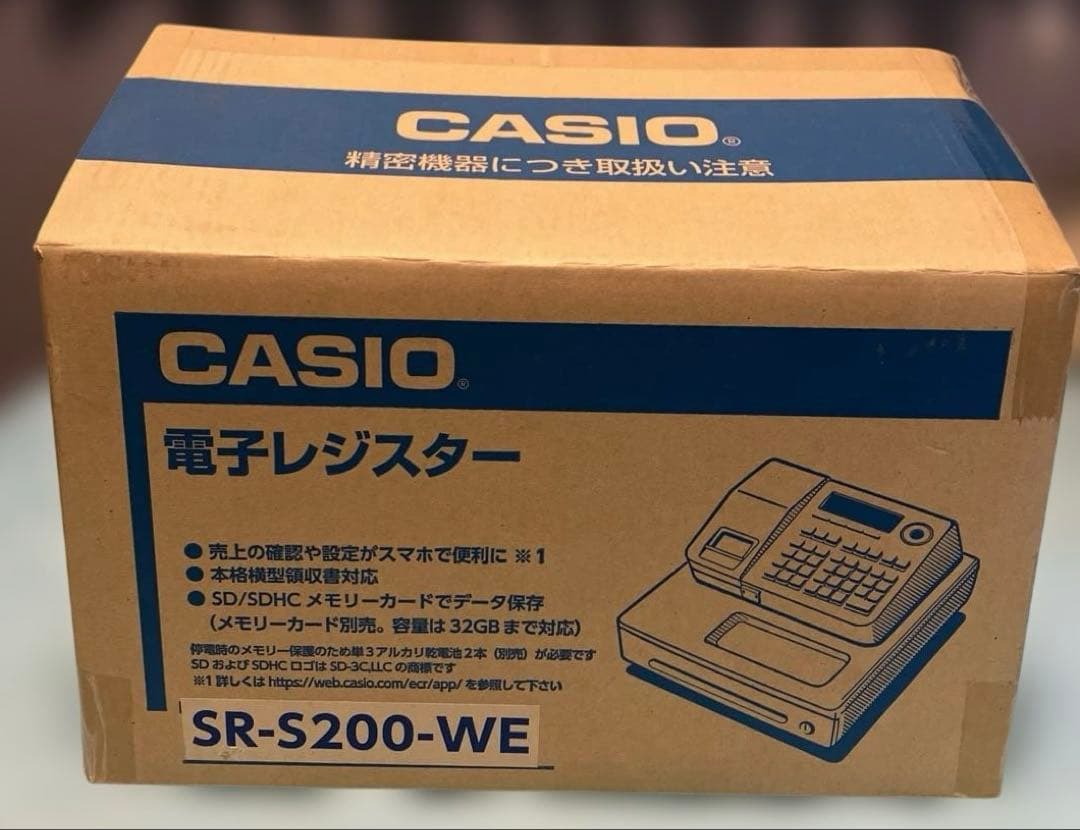 CASIO®
精密機器につき取扱い注意
CASIO®
電子レジスター
● 売上の確認や設定がスマホで便利に ※1
● 本格横型領収書対応
● SD/SDHC メモリーカードでデータ保存
(メモリーカード別売。容量は 32GB まで対応)
停電時のメモリー保護のため単3アルカリ乾電池2本(別売)が必要です
SD および SDHC ロゴは SD-3C,LLC の商標です
※1 詳しくは https://web.casio.com/ecr/app/ を参照して下さい
SR-S200-WE